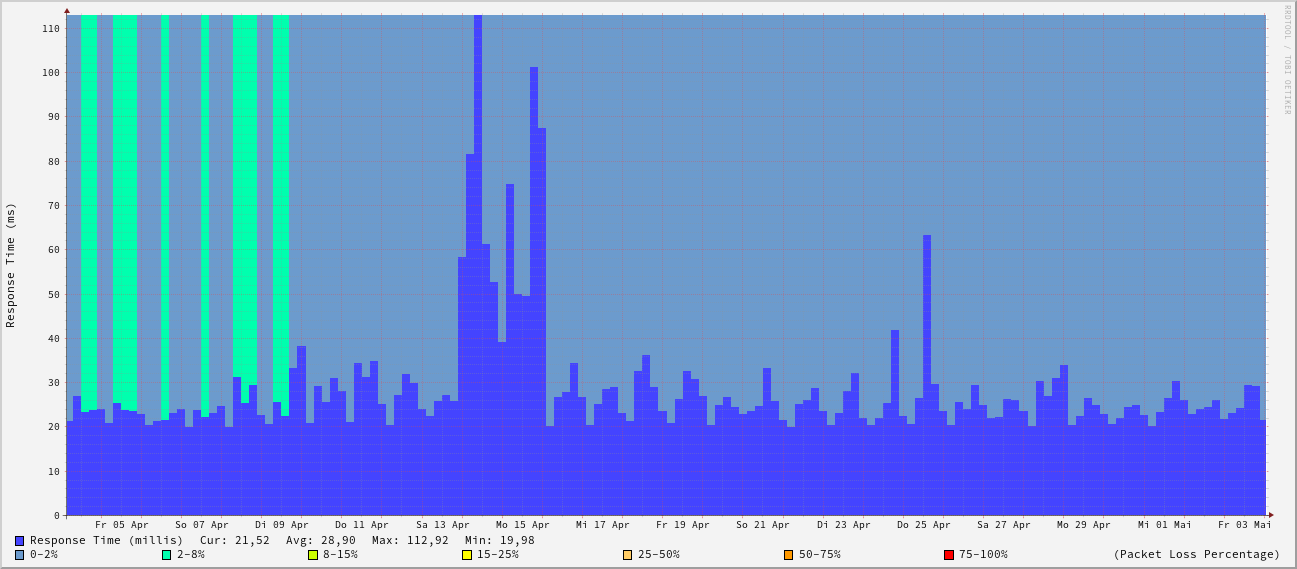 RRDTOOL / TOBI OETIKER
Response Time (ms)
110
100
90
80
70
60
50
40
30
20
10
0
Fr 05 Apr So 07 Apr Di 09 Apr Do 11 Apr Sa 13 Apr Mo 15 Apr Mi 17 Apr Fr 19 Apr So 21 Apr Di 23 Apr Do 25 Apr Sa 27 Apr Mo 29 Apr Mi 01 Mai Fr 03 Mai
Response Time (millis) Cur: 21,52 Avg: 28,90 Max: 112,92 Min: 19,98
0-2% 2-8% 8-15% 15-25% 25-50% 50-75% 75-100% (Packet Loss Percentage)